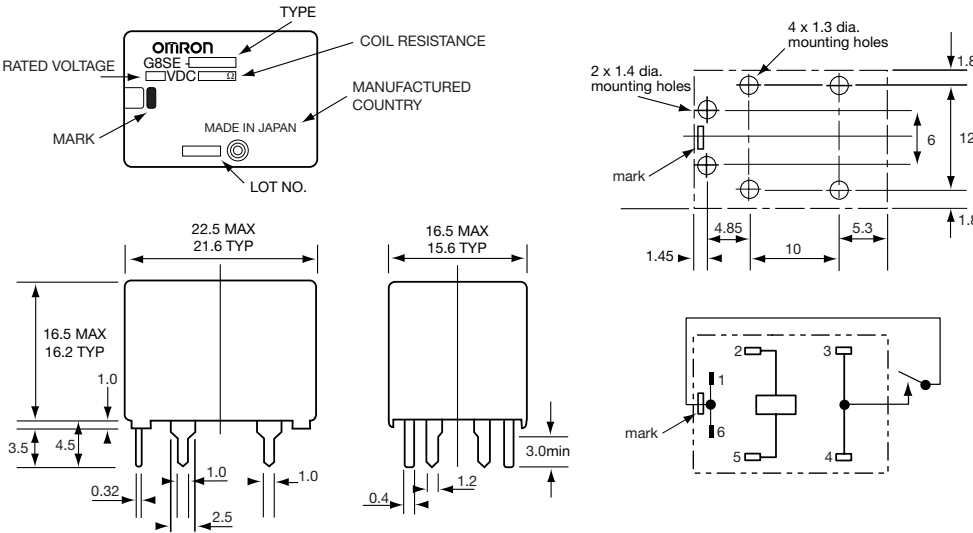 TYPE
OMRON
G8SE -
COIL RESISTANCE
RATED VOLTAGE
VDC
Ω
MANUFACTURED
COUNTRY
MARK
MADE IN JAPAN
LOT NO.
4 x 1.3 dia.
mounting holes
2 x 1.4 dia.
mounting holes
1.8
6
12
mark
1.8
4.85
5.3
1.45
10
22.5 MAX
21.6 TYP
16.5 MAX
15.6 TYP
16.5 MAX
16.2 TYP
1.0
3.5
4.5
0.32
1.0
1.0
2.5
3.0min
0.4
1.2
2
3
1
mark
6
5
4